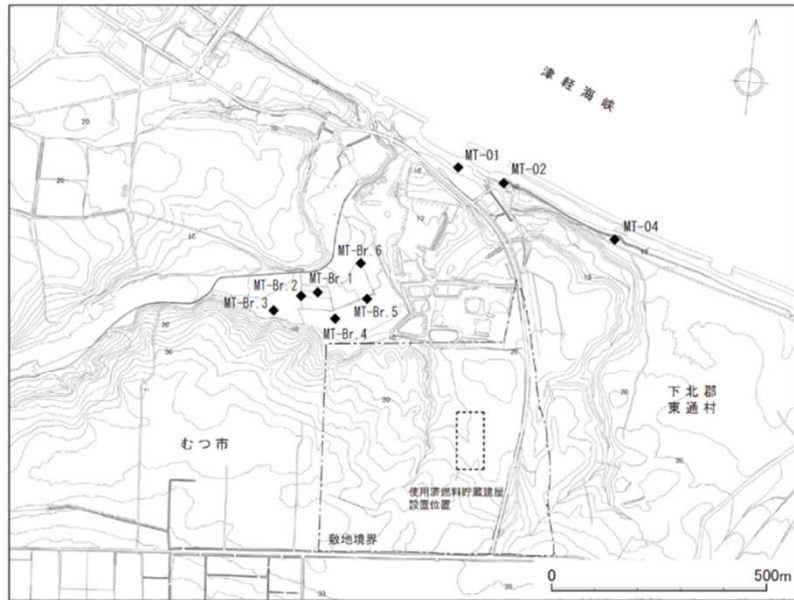 津軽海峡
MT-01
MT-02
MT-04
MT-Br.6
MT-Br.1
MT-Br.2
MT-Br.3
MT-Br.5
MT-Br.4
下北郡
東通村
むつ市
使用済燃料貯蔵建屋
設置位置
敷地境界
0 500m